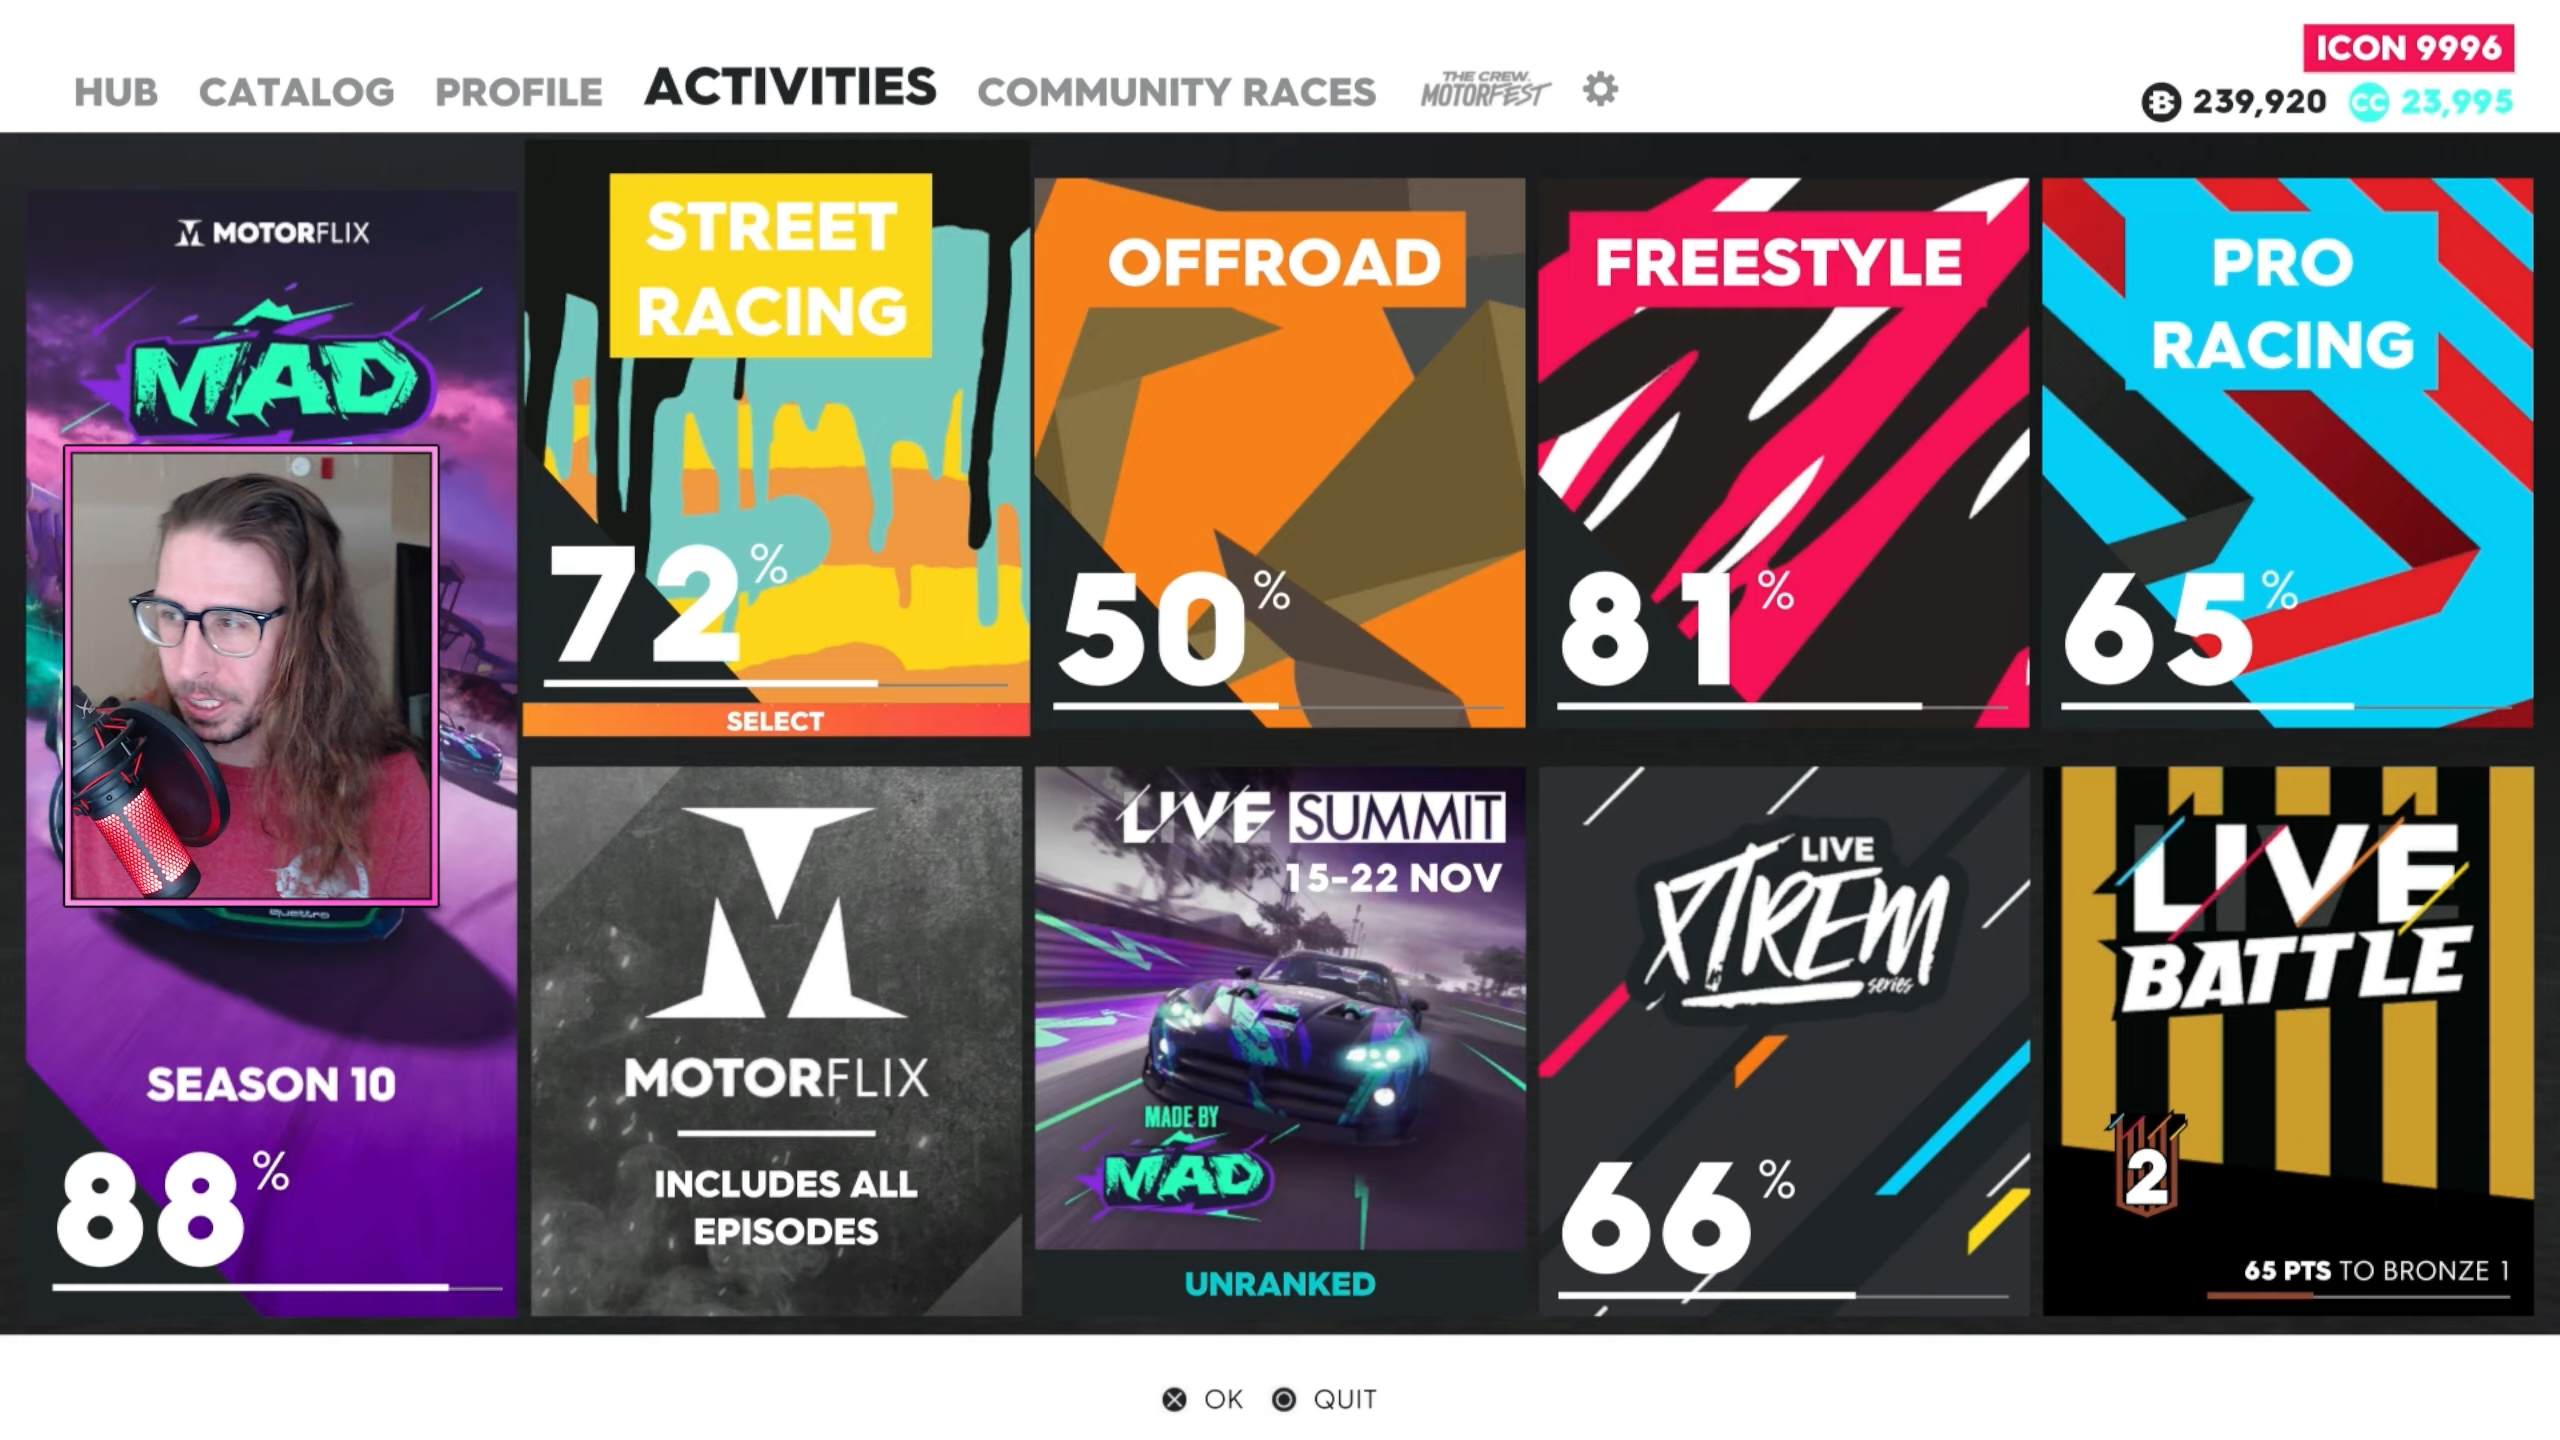 HUB CATALOG PROFILE ACTIVITIES COMMUNITY RACES THE CREW MOTORFEST
ICON 9996
239,920 CC 23,995
MOTORFLIX
MAD
quattro
SEASON 10
88%
STREET
RACING
72%
SELECT
OFFROAD
50%
FREESTYLE
81%
PRO
RACING
65%
MOTORFLIX
INCLUDES ALL
EPISODES
LIVE SUMMIT
15-22 NOV
MADE BY
MAD
UNRANKED
LIVE
XTREM
series
66%
LIVE
BATTLE
2
65 PTS TO BRONZE 1
OK QUIT